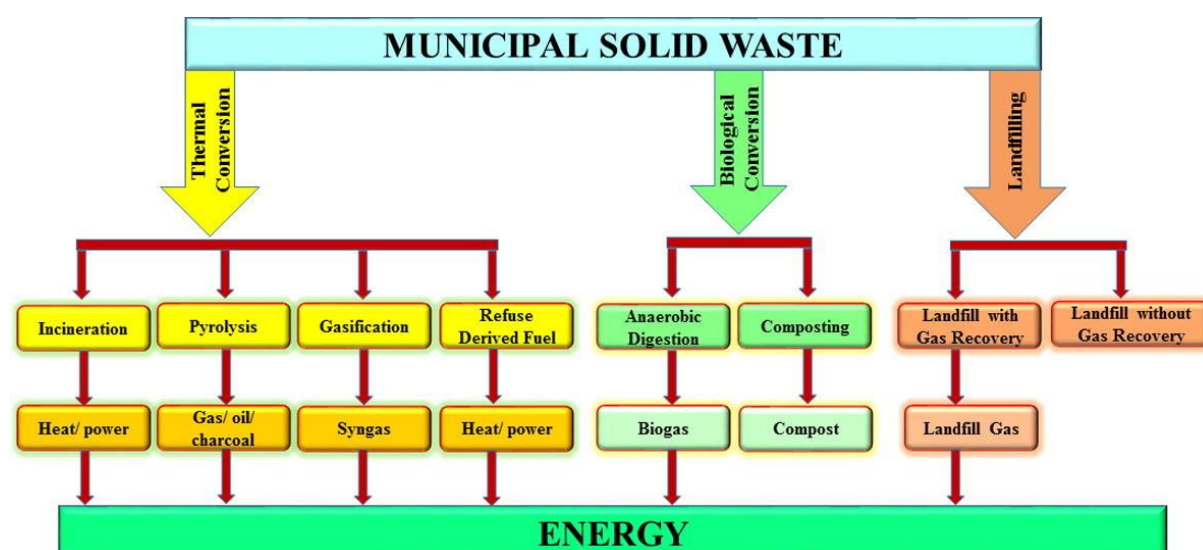 MUNICIPAL SOLID WASTE
Thermal
Conversion
Biological
Conversion
Landfilling
Incineration
Pyrolysis
Gasification
Refuse
Derived Fuel
Anaerobic
Digestion
Composting
Landfill with
Gas Recovery
Landfill without
Gas Recovery
Heat/ power
Gas/ oil/
charcoal
Syngas
Heat/ power
Biogas
Compost
Landfill Gas
ENERGY